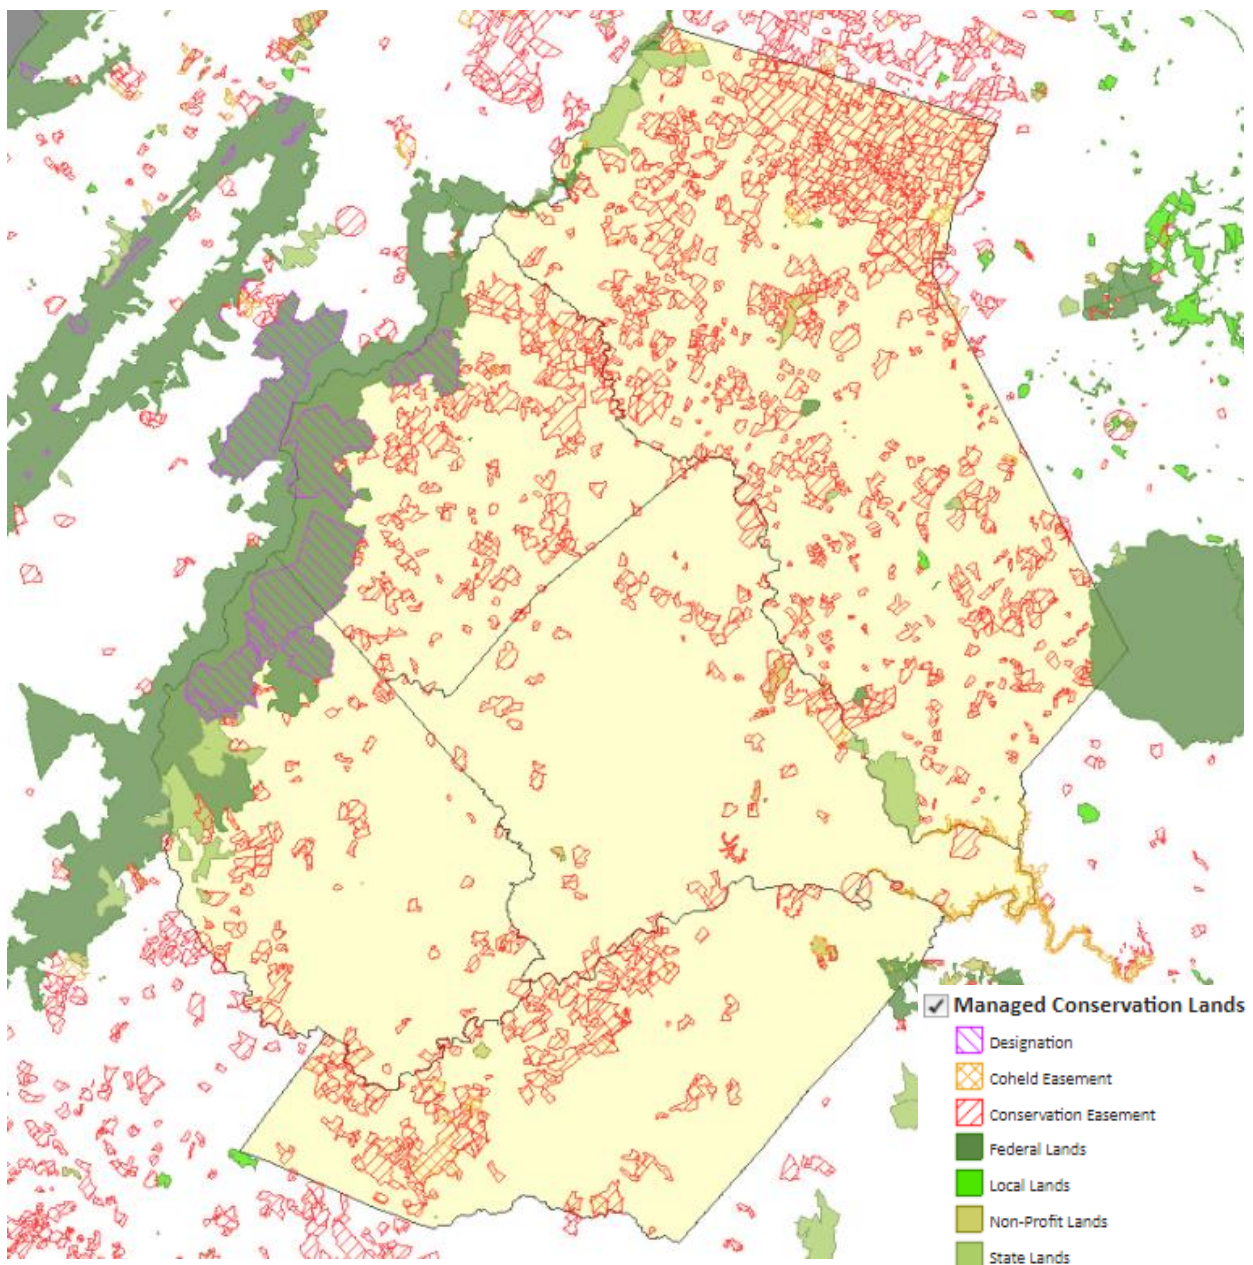 Managed Conservation Lands
Designation
Coheld Easement
Conservation Easement
Federal Lands
Local Lands
Non-Profit Lands
State Lands